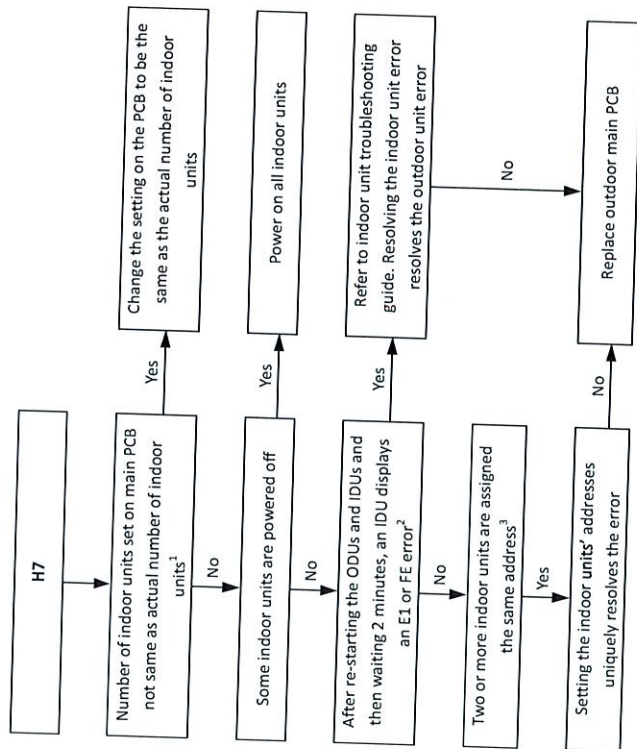 H7
Number of indoor units set on main PCB
not same as actual number of indoor
units¹
Yes
Change the setting on the PCB to be the
same as the actual number of indoor
units
No
Some indoor units are powered off
Yes
Power on all indoor units
No
After re-starting the ODUs and IDUs and
then waiting 2 minutes, an IDU displays
an E1 or FE error²
Yes
Refer to indoor unit troubleshooting
guide. Resolving the indoor unit error
resolves the outdoor unit error
No
No
Two or more indoor units are assigned
the same address³
Yes
Setting the indoor units' addresses
uniquely resolves the error
No
Replace outdoor main PCB